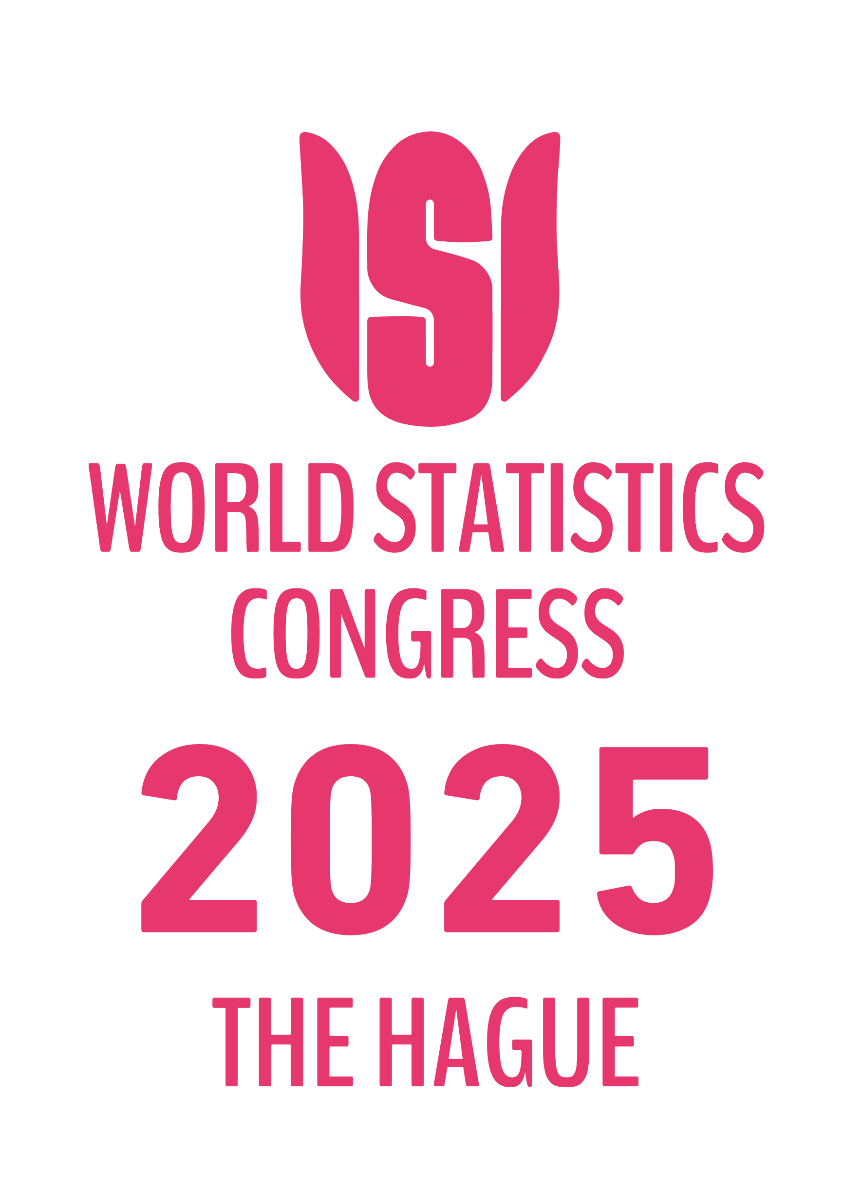 ISI
WORLD STATISTICS
CONGRESS
2025
THE HAGUE